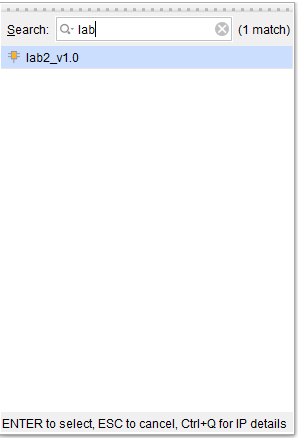 Search: lab (1 match)
lab2_v1.0
ENTER to select, ESC to cancel, Ctrl+Q for IP details